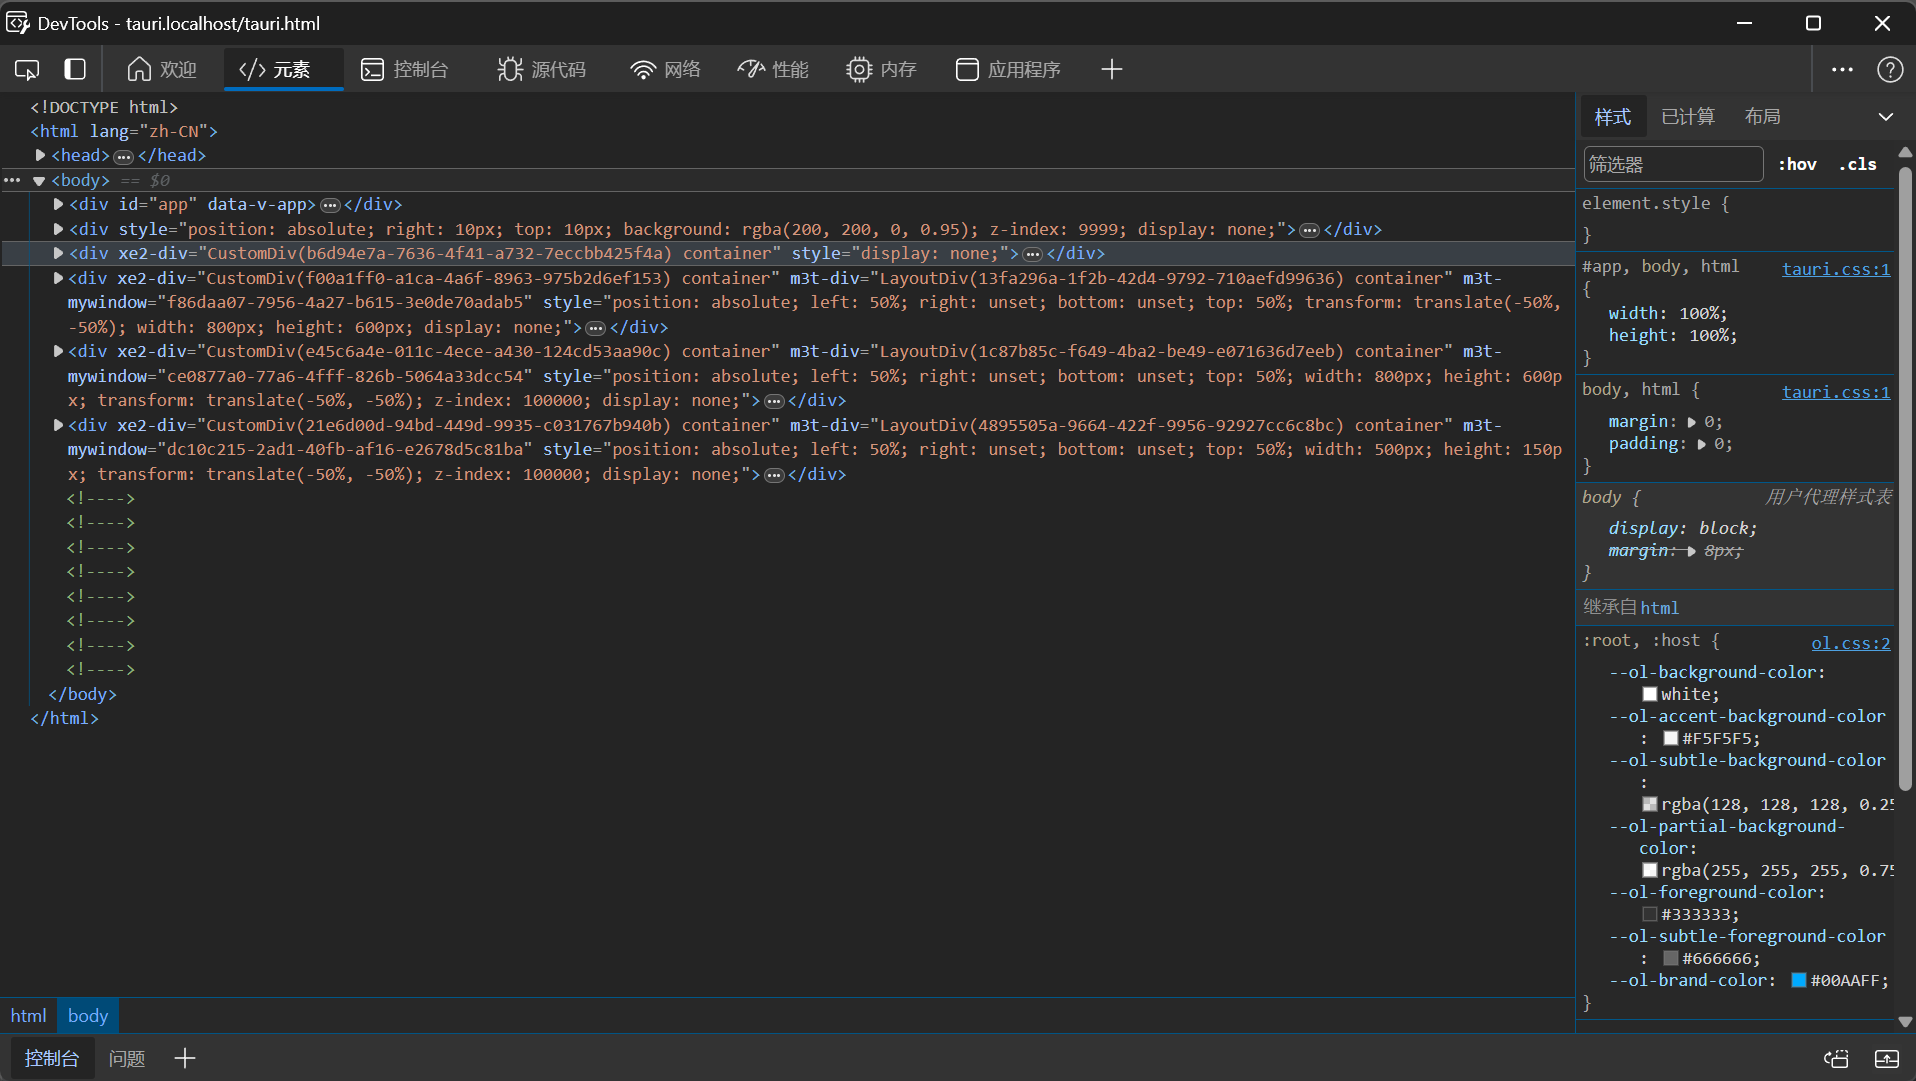 DevTools - tauri.localhost/tauri.html
欢迎
</> 元素
控制台
源代码
网络
性能
内存
应用程序
<!DOCTYPE html>
<html lang="zh-CN">
<head>…</head>
<body> == $0
<div id="app" data-v-app>…</div>
<div style="position: absolute; right: 10px; top: 10px; background: rgba(200, 200, 0, 0.95); z-index: 9999; display: none;">…</div>
<div xe2-div="CustomDiv(b6d94e7a-7636-4f41-a732-7eccbb425f4a) container" style="display: none;">…</div>
<div xe2-div="CustomDiv(f00a1ff0-a1ca-4a6f-8963-975b2d6ef153) container" m3t-div="LayoutDiv(13fa296a-1f2b-42d4-9792-710aefd99636) container" m3t-
mywindow="f86daa07-7956-4a27-b615-3e0de70adab5" style="position: absolute; left: 50%; right: unset; bottom: unset; top: 50%; transform: translate(-50%,
-50%); width: 800px; height: 600px; display: none;">…</div>
<div xe2-div="CustomDiv(e45c6a4e-011c-4ece-a430-124cd53aa90c) container" m3t-div="LayoutDiv(1c87b85c-f649-4ba2-be49-e071636d7eeb) container" m3t-
mywindow="ce0877a0-77a6-4fff-826b-5064a33dcc54" style="position: absolute; left: 50%; right: unset; bottom: unset; top: 50%; width: 800px; height: 600p
x; transform: translate(-50%, -50%); z-index: 100000; display: none;">…</div>
<div xe2-div="CustomDiv(21e6d00d-94bd-449d-9935-c031767b940b) container" m3t-div="LayoutDiv(4895505a-9664-422f-9956-92927cc6c8bc) container" m3t-
mywindow="dc10c215-2ad1-40fb-af16-e2678d5c81ba" style="position: absolute; left: 50%; right: unset; bottom: unset; top: 50%; width: 500px; height: 150p
x; transform: translate(-50%, -50%); z-index: 100000; display: none;">…</div>
<!---->
<!---->
<!---->
<!---->
<!---->
<!---->
<!---->
<!---->
</body>
</html>
html body
控制台 问题
样式 已计算 布局
筛选器 :hov .cls
element.style {
}
#app, body, html tauri.css:1
{
width: 100%;
height: 100%;
}
body, html { tauri.css:1
margin: 0;
padding: 0;
}
body { 用户代理样式表
display: block;
margin: 8px;
}
继承自 html
:root, :host { ol.css:2
--ol-background-color:
white;
--ol-accent-background-color
: #F5F5F5;
--ol-subtle-background-color
:
rgba(128, 128, 128, 0.25
--ol-partial-background-
color:
rgba(255, 255, 255, 0.75
--ol-foreground-color:
#333333;
--ol-subtle-foreground-color
: #666666;
--ol-brand-color: #00AAFF;
}